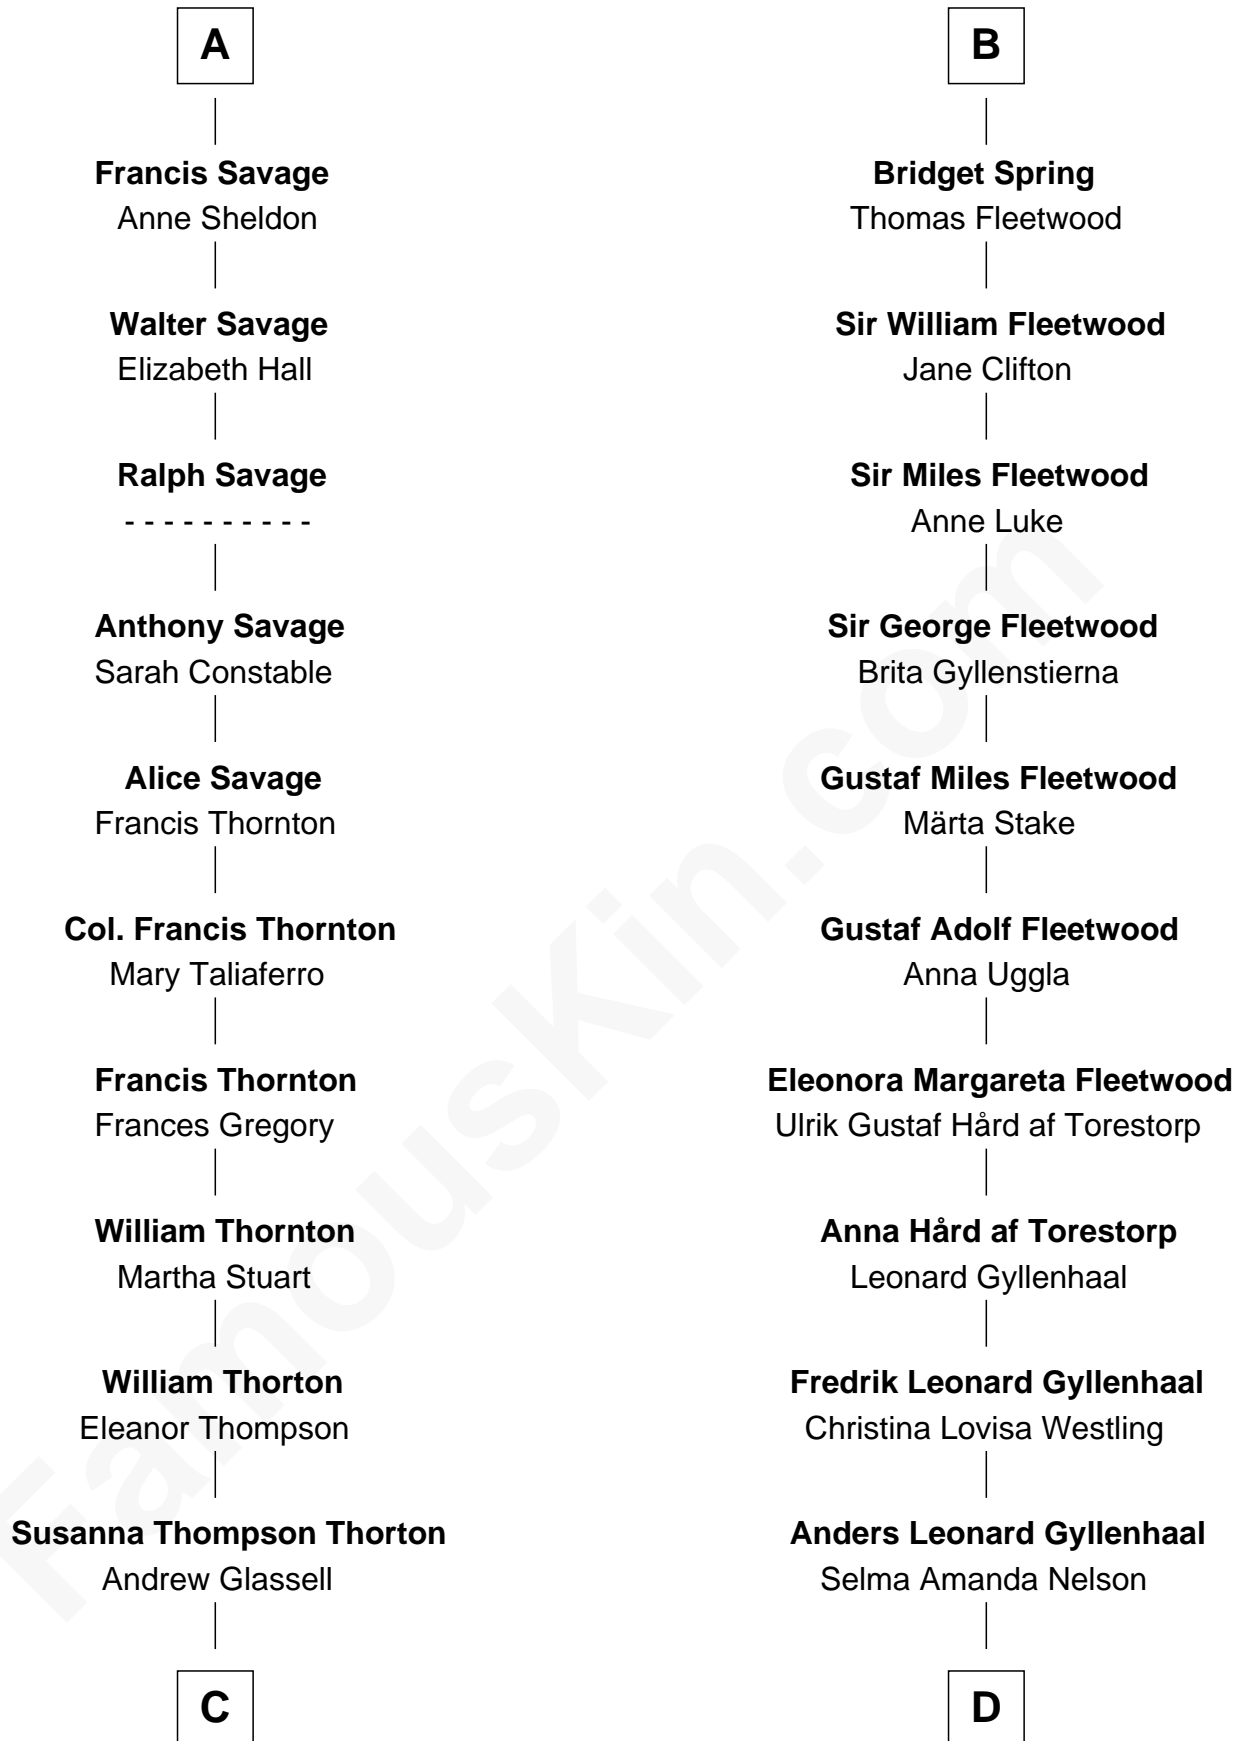 A
Francis Savage
Anne Sheldon
Walter Savage
Elizabeth Hall
Ralph Savage
- - - - - - - - - -
Anthony Savage
Sarah Constable
Alice Savage
Francis Thornton
Col. Francis Thornton
Mary Taliaferro
Francis Thornton
Frances Gregory
William Thornton
Martha Stuart
William Thorton
Eleanor Thompson
Susanna Thompson Thorton
Andrew Glassell
C
B
Bridget Spring
Thomas Fleetwood
Sir William Fleetwood
Jane Clifton
Sir Miles Fleetwood
Anne Luke
Sir George Fleetwood
Brita Gyllenstierna
Gustaf Miles Fleetwood
Märta Stake
Gustaf Adolf Fleetwood
Anna Uggla
Eleonora Margareta Fleetwood
Ulrik Gustaf Hård af Torestorp
Anna Hård af Torestorp
Leonard Gyllenhaal
Fredrik Leonard Gyllenhaal
Christina Lovisa Westling
Anders Leonard Gyllenhaal
Selma Amanda Nelson
D
FamousKin.com